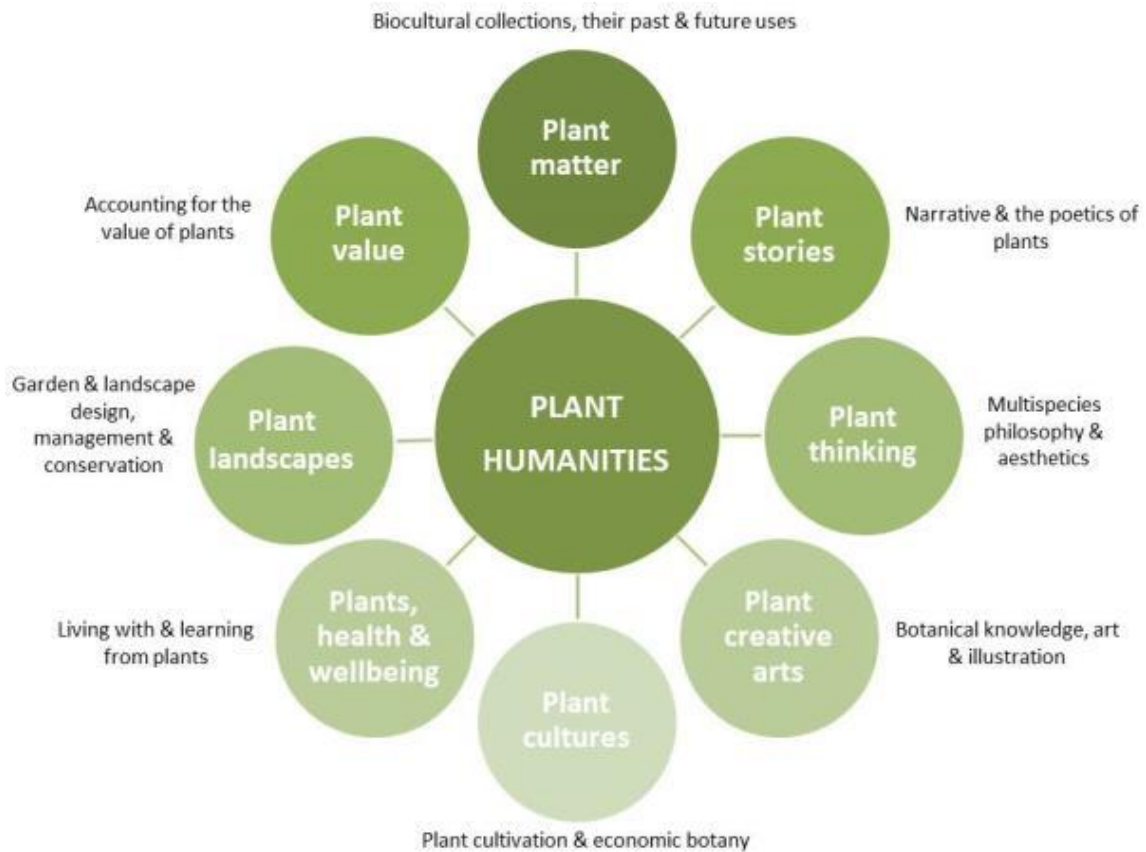 Biocultural collections, their past & future uses
Plant
matter
Plant
stories
Narrative & the poetics of
plants
Plant
thinking
Multispecies
philosophy &
aesthetics
Plant
creative
arts
Botanical knowledge, art
& illustration
Plant
cultures
Plant cultivation & economic botany
Plants,
health &
wellbeing
Living with & learning
from plants
Plant
landscapes
Garden & landscape
design,
management &
conservation
Plant
value
Accounting for the
value of plants
PLANT
HUMANITIES